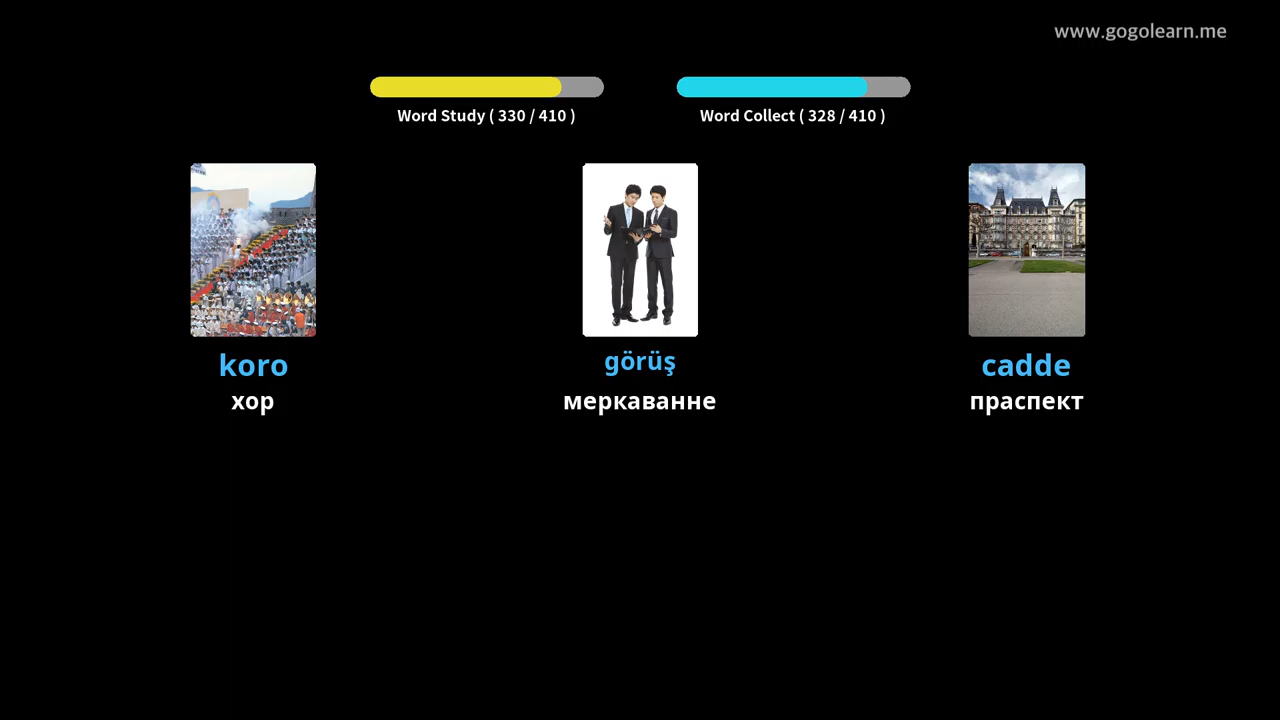 www.gogolearn.me
Word Study ( 330 / 410 )
Word Collect ( 328 / 410 )
koro
görüş
cadde
хор
меркаванне
праспект